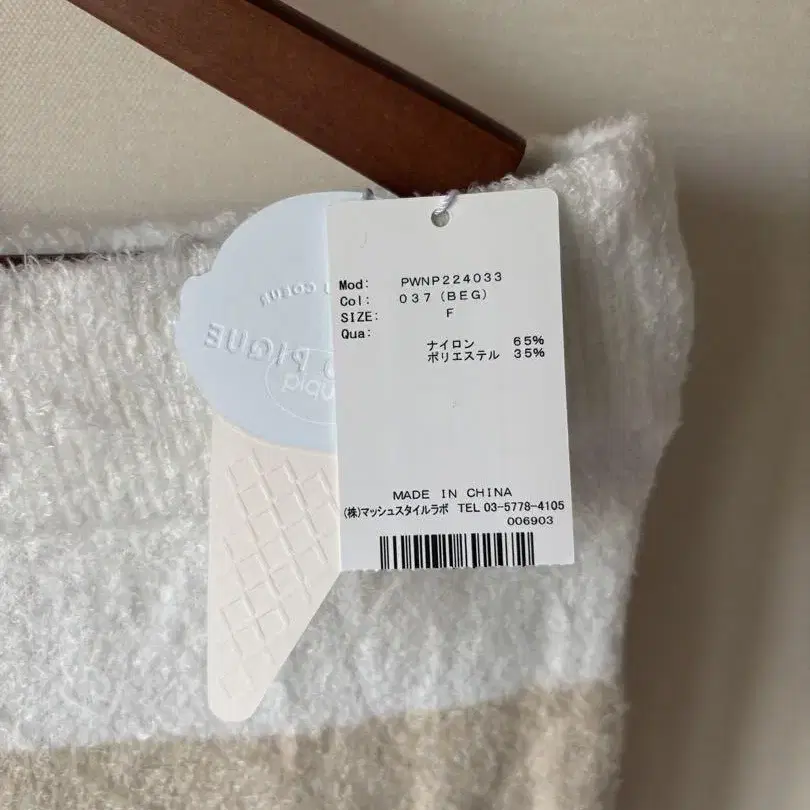 Mod: PWNP224033
Col: 037(BEG)
SIZE: F
Qua:
ナイロン 65%
ポリエステル 35%
MADE IN CHINA
(株)マッシュスタイルラボ TEL 03-5778-4105
006903
COEUR
PIQUE